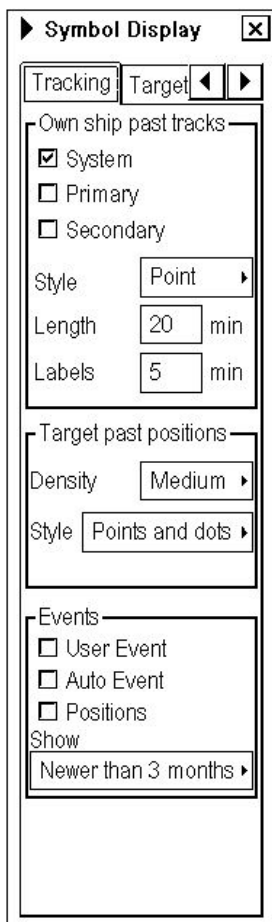 Symbol Display
Tracking Target
Own ship past tracks
System
Primary
Secondary
Style Point
Length 20 min
Labels 5 min
Target past positions
Density Medium
Style Points and dots
Events
User Event
Auto Event
Positions
Show
Newer than 3 months